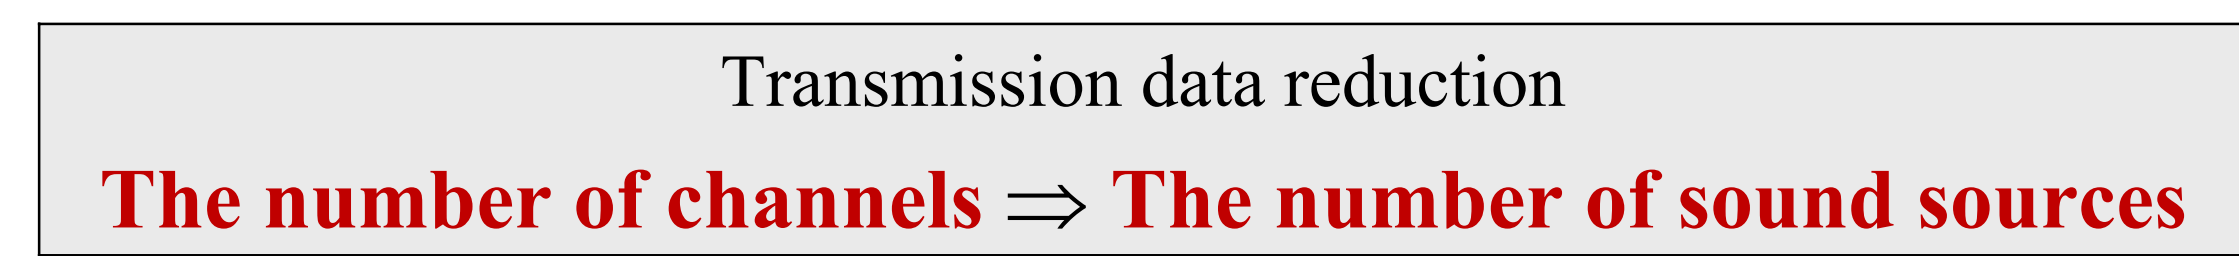 Transmission data reduction
The number of channels ⇒ The number of sound sources